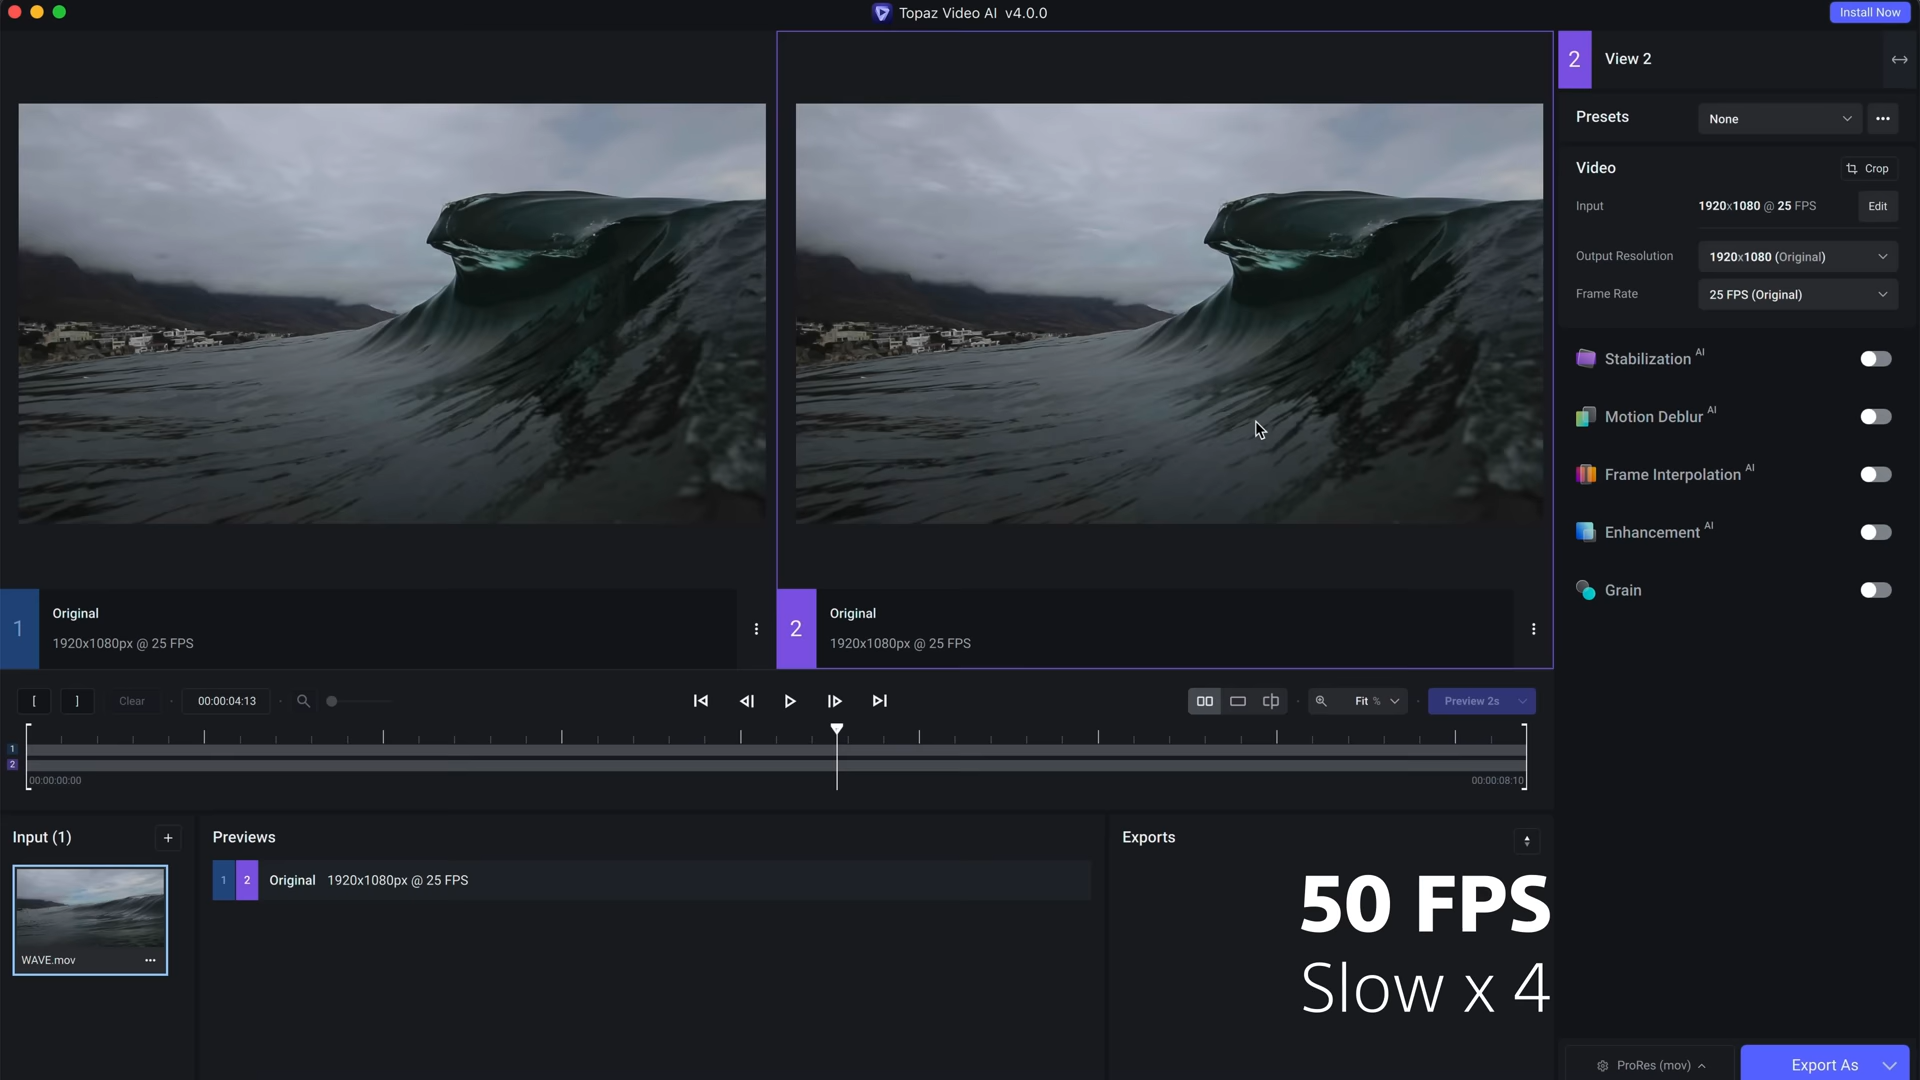 Topaz Video AI v4.0.0
Install Now
2
View 2
Presets
None
Video
Crop
Input
1920x1080 @ 25 FPS
Edit
Output Resolution
1920x1080 (Original)
Frame Rate
25 FPS (Original)
Stabilization AI
Motion Deblur AI
Frame Interpolation AI
Enhancement AI
Grain
1
Original
1920x1080px @ 25 FPS
2
Original
1920x1080px @ 25 FPS
[
]
Clear
00:00:04:13
Fit %
Preview 2s
1
2
00:00:00:00
00:00:08:10
Input (1)
+
WAVE.mov
Previews
1 2 Original 1920x1080px @ 25 FPS
Exports
50 FPS
Slow x 4
ProRes (mov)
Export As